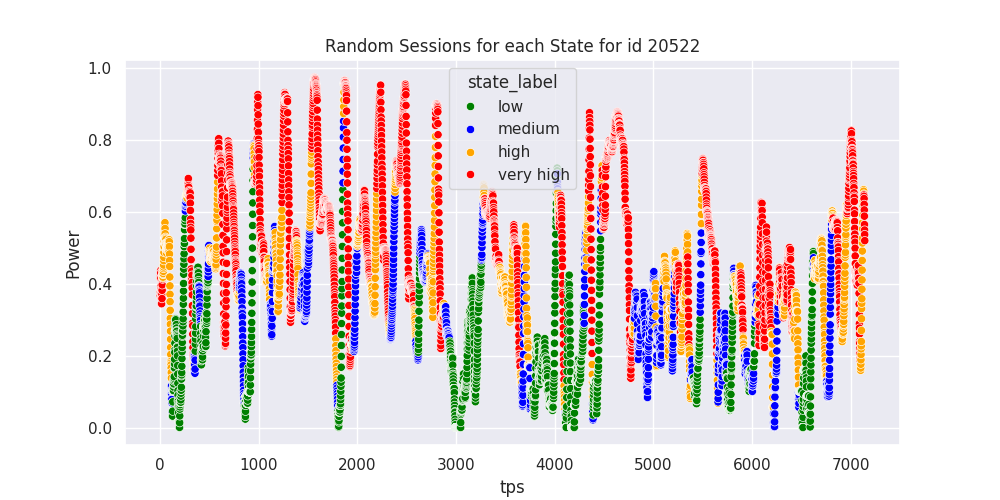 Random Sessions for each State for id 20522
1.0
0.8
0.6
0.4
0.2
0.0
Power
state_label
low
medium
high
very high
0
1000
2000
3000
4000
5000
6000
7000
tps